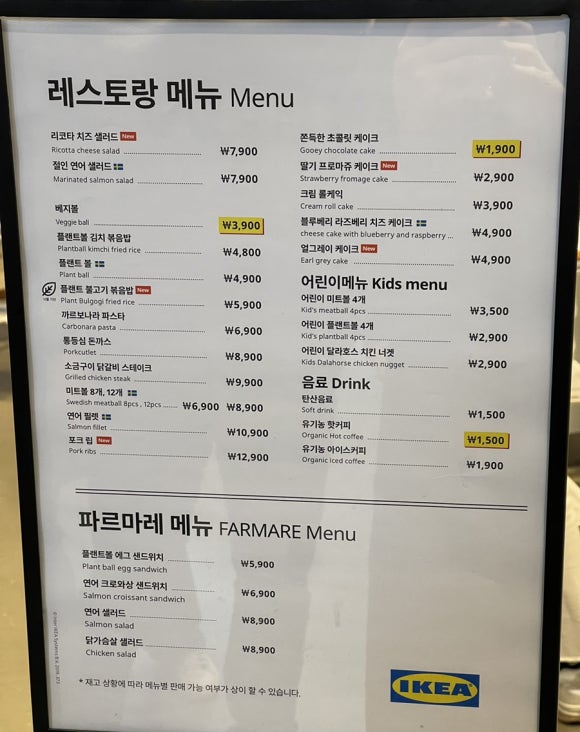 레스토랑 메뉴 Menu
리코타 치즈 샐러드 New
Ricotta cheese salad ₩7,900
절인 연어 샐러드
Marinated salmon salad ₩7,900
베지볼
Veggie ball ₩3,900
플랜트볼 김치 볶음밥
Plantball kimchi fried rice ₩4,800
플랜트 볼
Plant ball ₩4,900
플랜트 불고기 볶음밥 New
Plant Bulgogi fried rice ₩5,900
까르보나라 파스타
Carbonara pasta ₩6,900
통등심 돈까스
Porkcutlet ₩8,900
소금구이 닭갈비 스테이크
Grilled chicken steak ₩9,900
미트볼 8개, 12개
Swedish meatball 8pcs , 12pcs ₩6,900 ₩8,900
연어 필렛
Salmon fillet ₩10,900
포크 립 New
Pork ribs ₩12,900
쫀득한 초콜릿 케이크
Gooey chocolate cake ₩1,900
딸기 프로마쥬 케이크 New
Strawberry fromage cake ₩2,900
크림 롤케익
Cream roll cake ₩3,900
블루베리 라즈베리 치즈 케이크
cheese cake with blueberry and raspberry ... ₩4,900
얼그레이 케이크 New
Earl grey cake ₩4,900
어린이메뉴 Kids menu
어린이 미트볼 4개
Kid's meatball 4pcs ₩3,500
어린이 플랜트볼 4개
Kid's plantball 4pcs ₩2,900
어린이 달라호스 치킨 너겟
Kids Dalahorse chicken nugget ₩2,900
음료 Drink
탄산음료
Soft drink ₩1,500
유기농 핫커피
Organic Hot coffee ₩1,500
유기농 아이스커피
Organic Iced coffee ₩1,900
파르마레 메뉴 FARMARE Menu
플랜트볼 에그 샌드위치
Plant ball egg sandwich ₩5,900
연어 크로와상 샌드위치
Salmon croissant sandwich ₩6,900
연어 샐러드
Salmon salad ₩8,900
닭가슴살 샐러드
Chicken salad ₩8,900
* 재고 상황에 따라 메뉴별 판매 가능 여부가 상이 할 수 있습니다.
IKEA